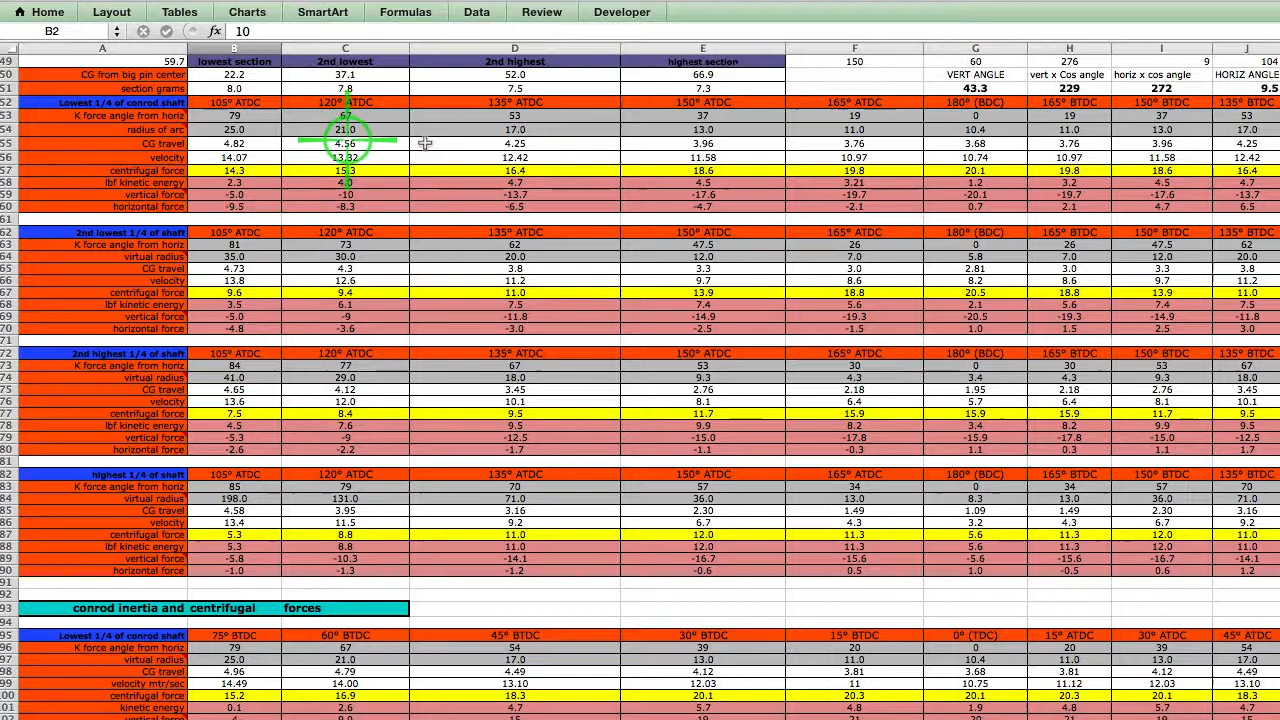 Home Layout Tables Charts SmartArt Formulas Data Review Developer
B2 fx 10
A B C D E F G H I J
49 59.7 lowest section 2nd lowest 2nd highest highest section 150 60 276 9 104
50 CG from big pin center 22.2 37.1 52.0 66.9 VERT ANGLE vert x Cos angle horiz x cos angle HORIZ ANGLE
51 section grams 8.0 7.8 7.5 7.3 43.3 229 272 9.5
52 Lowest 1/4 of conrod shaft 105° ATDC 120° ATDC 135° ATDC 150° ATDC 165° ATDC 180° (BDC) 165° BTDC 150° BTDC 135° BTDC
53 K force angle from horiz 79 67 53 37 19 0 19 37 53
54 radius of arc 25.0 21.0 17.0 13.0 11.0 10.4 11.0 13.0 17.0
55 CG travel 4.82 4.56 4.25 3.96 3.76 3.68 3.76 3.96 4.25
56 velocity 14.07 13.32 12.42 11.58 10.97 10.74 10.97 11.58 12.42
57 centrifugal force 14.3 15.3 16.4 18.6 19.8 20.1 19.8 18.6 16.4
58 lbf kinetic energy 2.3 4.0 4.7 4.5 3.21 1.2 3.2 4.5 4.7
59 vertical force -5.0 -10 -13.7 -17.6 -19.7 -20.1 -19.7 -17.6 -13.7
60 horizontal force -9.5 -8.3 -6.5 -4.7 -2.1 0.7 2.1 4.7 6.5
61
62 2nd lowest 1/4 of shaft 105° ATDC 120° ATDC 135° ATDC 150° ATDC 165° ATDC 180° (BDC) 165° BTDC 150° BTDC 135° BTDC
63 K force angle from horiz 81 73 62 47.5 26 0 26 47.5 62
64 virtual radius 35.0 30.0 20.0 12.0 7.0 5.8 7.0 12.0 20.0
65 CG travel 4.73 4.3 3.8 3.3 3.0 2.81 3.0 3.3 3.8
66 velocity 13.8 12.6 11.2 9.7 8.6 8.2 8.6 9.7 11.2
67 centrifugal force 9.6 9.4 11.0 13.9 18.8 20.5 18.8 13.9 11.0
68 lbf kinetic energy 3.5 6.1 7.5 7.4 5.6 2.1 5.6 7.4 7.5
69 vertical force -5.0 -9 -11.8 -14.9 -19.3 -20.5 -19.3 -14.9 -11.8
70 horizontal force -4.8 -3.6 -3.0 -2.5 -1.5 1.0 1.5 2.5 3.0
71
72 2nd highest 1/4 of shaft 105° ATDC 120° ATDC 135° ATDC 150° ATDC 165° ATDC 180° (BDC) 165° BTDC 150° BTDC 135° BTDC
73 K force angle from horiz 84 77 67 53 30 0 30 53 67
74 virtual radius 41.0 29.0 18.0 9.3 4.3 3.4 4.3 9.3 18.0
75 CG travel 4.65 4.12 3.45 2.76 2.18 1.95 2.18 2.76 3.45
76 velocity 13.6 12.0 10.1 8.1 6.4 5.7 6.4 8.1 10.1
77 centrifugal force 7.5 8.4 9.5 11.7 15.9 15.9 15.9 11.7 9.5
78 lbf kinetic energy 4.5 7.6 9.5 9.9 8.2 3.4 8.2 9.9 9.5
79 vertical force -5.3 -9 -12.5 -15.0 -17.8 -15.9 -17.8 -15.0 -12.5
80 horizontal force -2.6 -2.2 -1.7 -1.1 -0.3 1.1 0.3 1.1 1.7
81
82 highest 1/4 of shaft 105° ATDC 120° ATDC 135° ATDC 150° ATDC 165° ATDC 180° (BDC) 165° BTDC 150° BTDC 135° BTDC
83 K force angle from horiz 85 79 70 57 34 0 34 57 70
84 virtual radius 198.0 131.0 71.0 36.0 13.0 8.3 13.0 36.0 71.0
85 CG travel 4.58 3.95 3.16 2.30 1.49 1.09 1.49 2.30 3.16
86 velocity 13.4 11.5 9.2 6.7 4.3 3.2 4.3 6.7 9.2
87 centrifugal force 5.3 8.8 11.0 12.0 11.3 5.6 11.3 12.0 11.0
88 lbf kinetic energy 5.3 8.8 11.0 12.0 11.3 5.6 11.3 12.0 11.0
89 vertical force -5.8 -10.3 -14.1 -16.7 -15.6 -5.6 -15.6 -16.7 -14.1
90 horizontal force -1.0 -1.3 -1.2 -0.6 0.5 1.0 -0.5 0.6 1.2
91
92
93 conrod inertia and centrifugal forces
94
95 Lowest 1/4 of conrod shaft 75° BTDC 60° BTDC 45° BTDC 30° BTDC 15° BTDC 0° (TDC) 15° ATDC 30° ATDC 45° ATDC
96 K force angle from horiz 79 67 54 39 20 0 20 39 54
97 virtual radius 25.0 21.0 17.0 13.0 11.0 10.4 11.0 13.0 17.0
98 CG travel 4.96 4.79 4.49 4.12 3.81 3.68 3.81 4.12 4.49
99 velocity mtr/sec 14.49 14.00 13.10 12.03 11 10.75 11.12 12.03 13.10
100 centrifugal force 15.2 16.9 18.3 20.1 20.3 20.1 20.3 20.1 18.3
101 kinetic energy 0.1 2.6 4.7 5.7 4.8 1.9 4.8 5.7 4.7